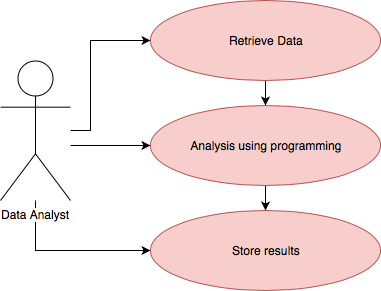 Retrieve Data
Analysis using programming
Data Analyst
Store results